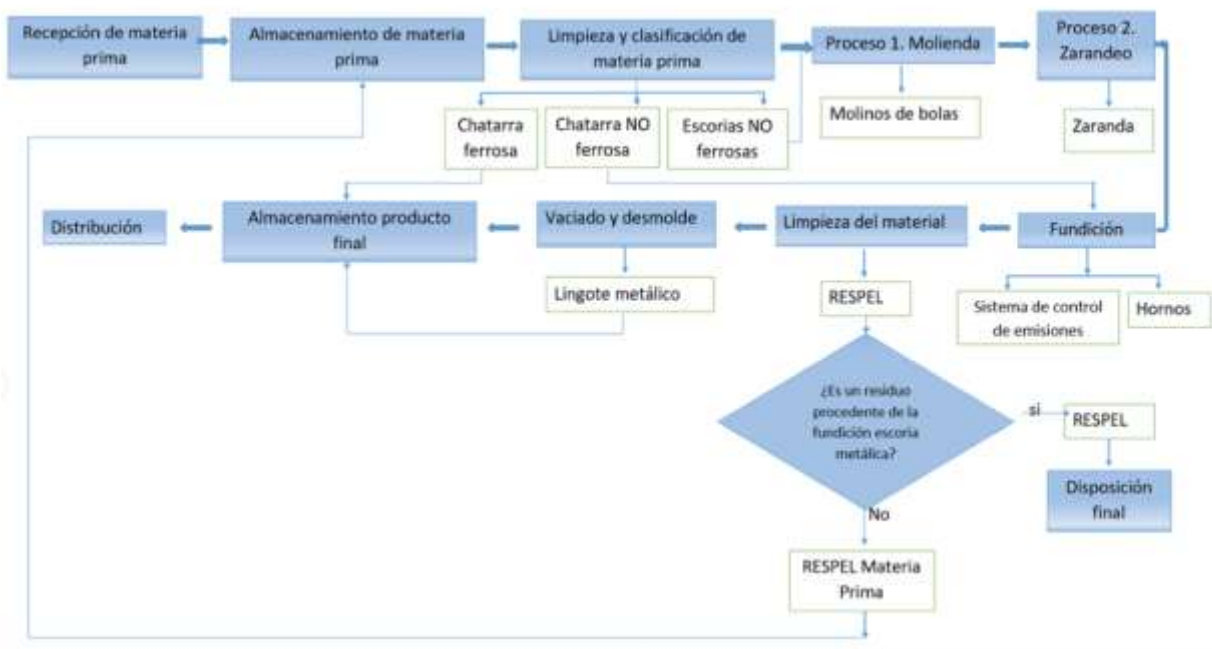 Recepción de materia
prima
Almacenamiento de materia
prima
Limpieza y clasificación de
materia prima
Proceso 1. Molienda
Proceso 2.
Zarandeo
Chatarra
ferrosa
Chatarra NO
ferrosa
Escorias NO
ferrosas
Molinos de bolas
Zaranda
Distribución
Almacenamiento producto
final
Vaciado y desmolde
Limpieza del material
Fundición
Lingote metálico
RESPEL
Sistema de control
de emisiones
Hornos
¿Es un residuo
procedente de la
fundición escoria
metálica?
sí
RESPEL
Disposición
final
No
RESPEL Materia
Prima